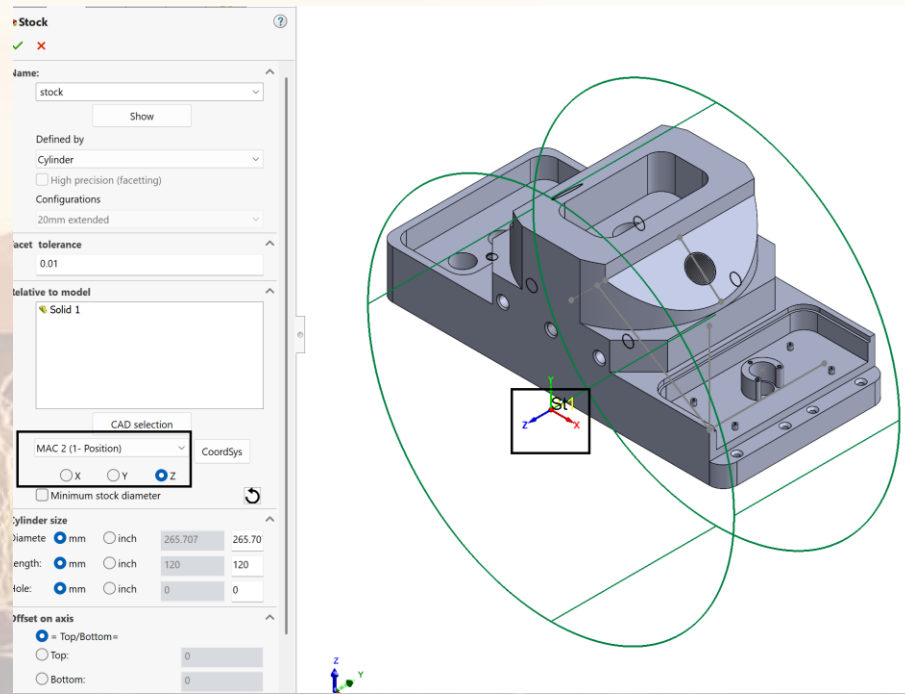 Stock
Name:
stock
Show
Defined by
Cylinder
High precision (facetting)
Configurations
20mm extended
acet tolerance
0.01
Relative to model
Solid 1
CAD selection
MAC 2 (1- Position)
CoordSys
X Y Z
Minimum stock diameter
Cylinder size
Diamete mm inch 265.707 265.70
ength: mm inch 120 120
Hole: mm inch 0 0
Offset on axis
= Top/Bottom=
Top: 0
Bottom: 0
Y
St
Z X
Z
Y